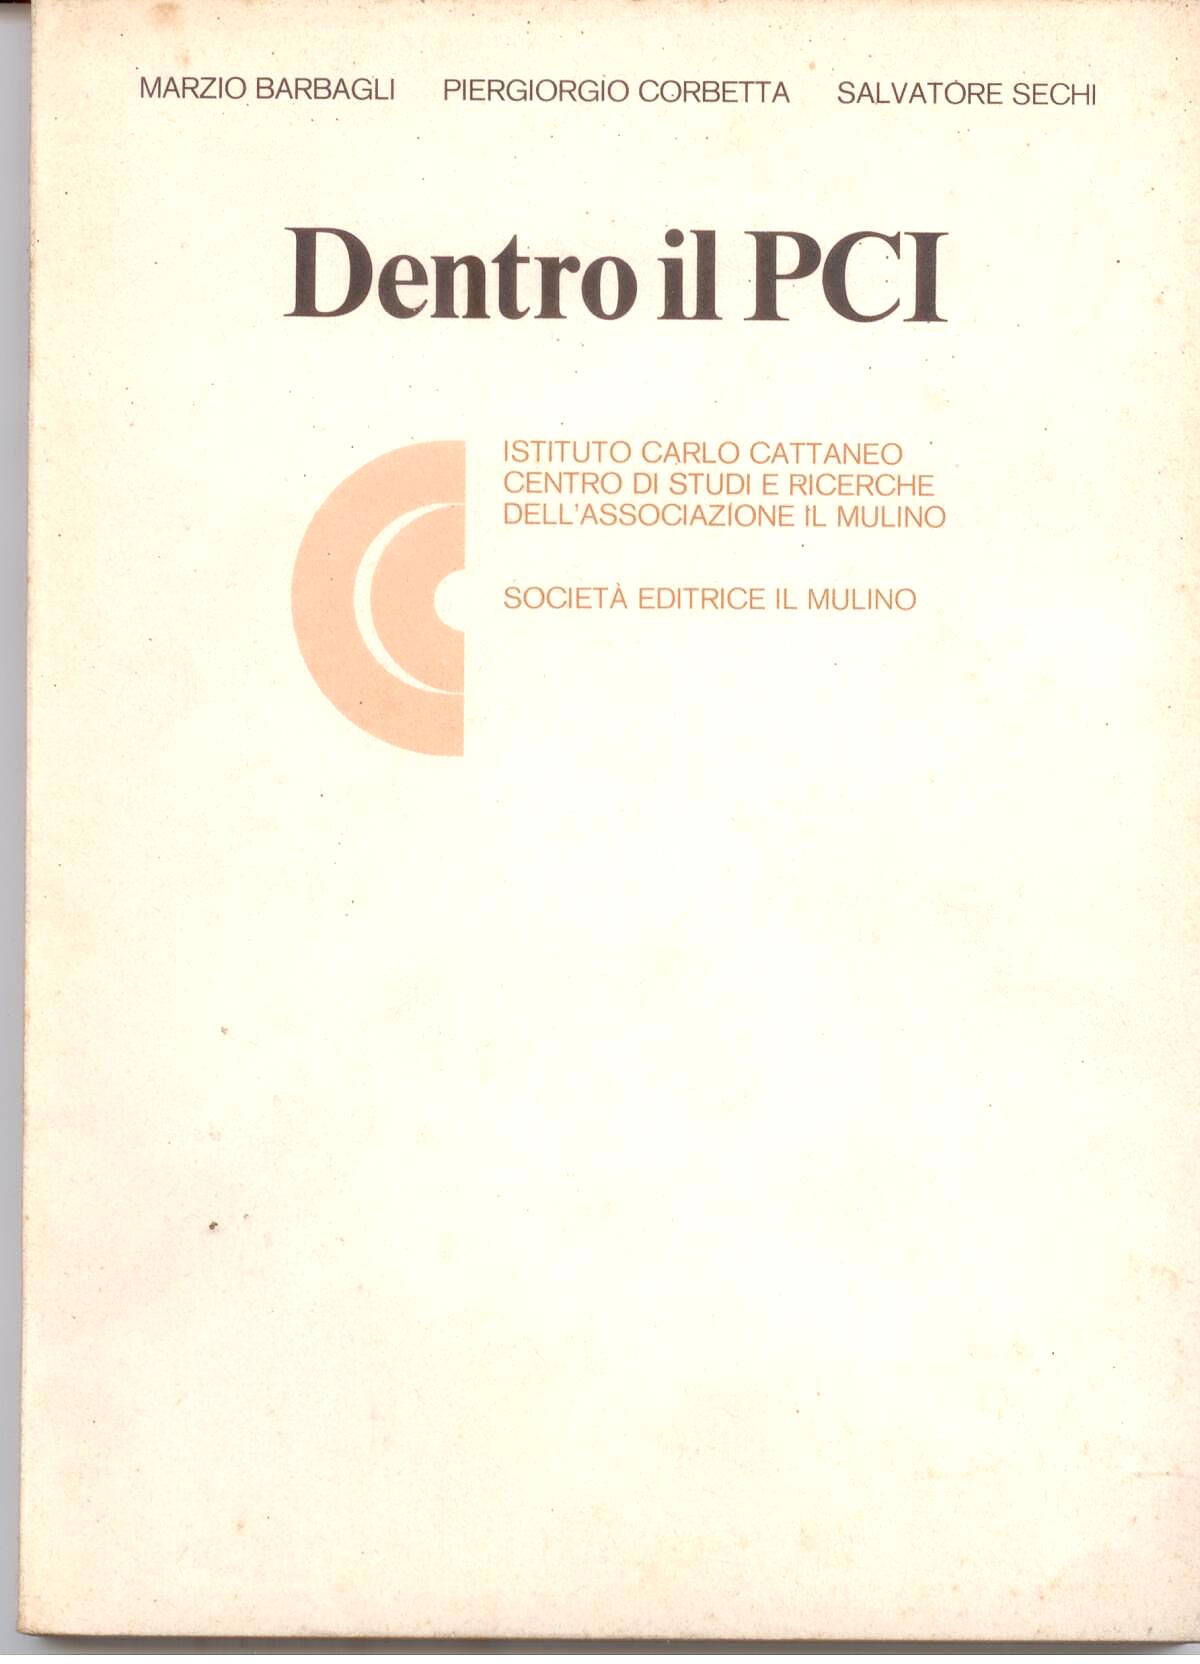 MARZIO BARBAGLI PIERGIORGIO CORBETTA SALVATORE SECHI
Dentro il PCI
ISTITUTO CARLO CATTANEO
CENTRO DI STUDI E RICERCHE
DELL'ASSOCIAZIONE IL MULINO
SOCIETÀ EDITRICE IL MULINO